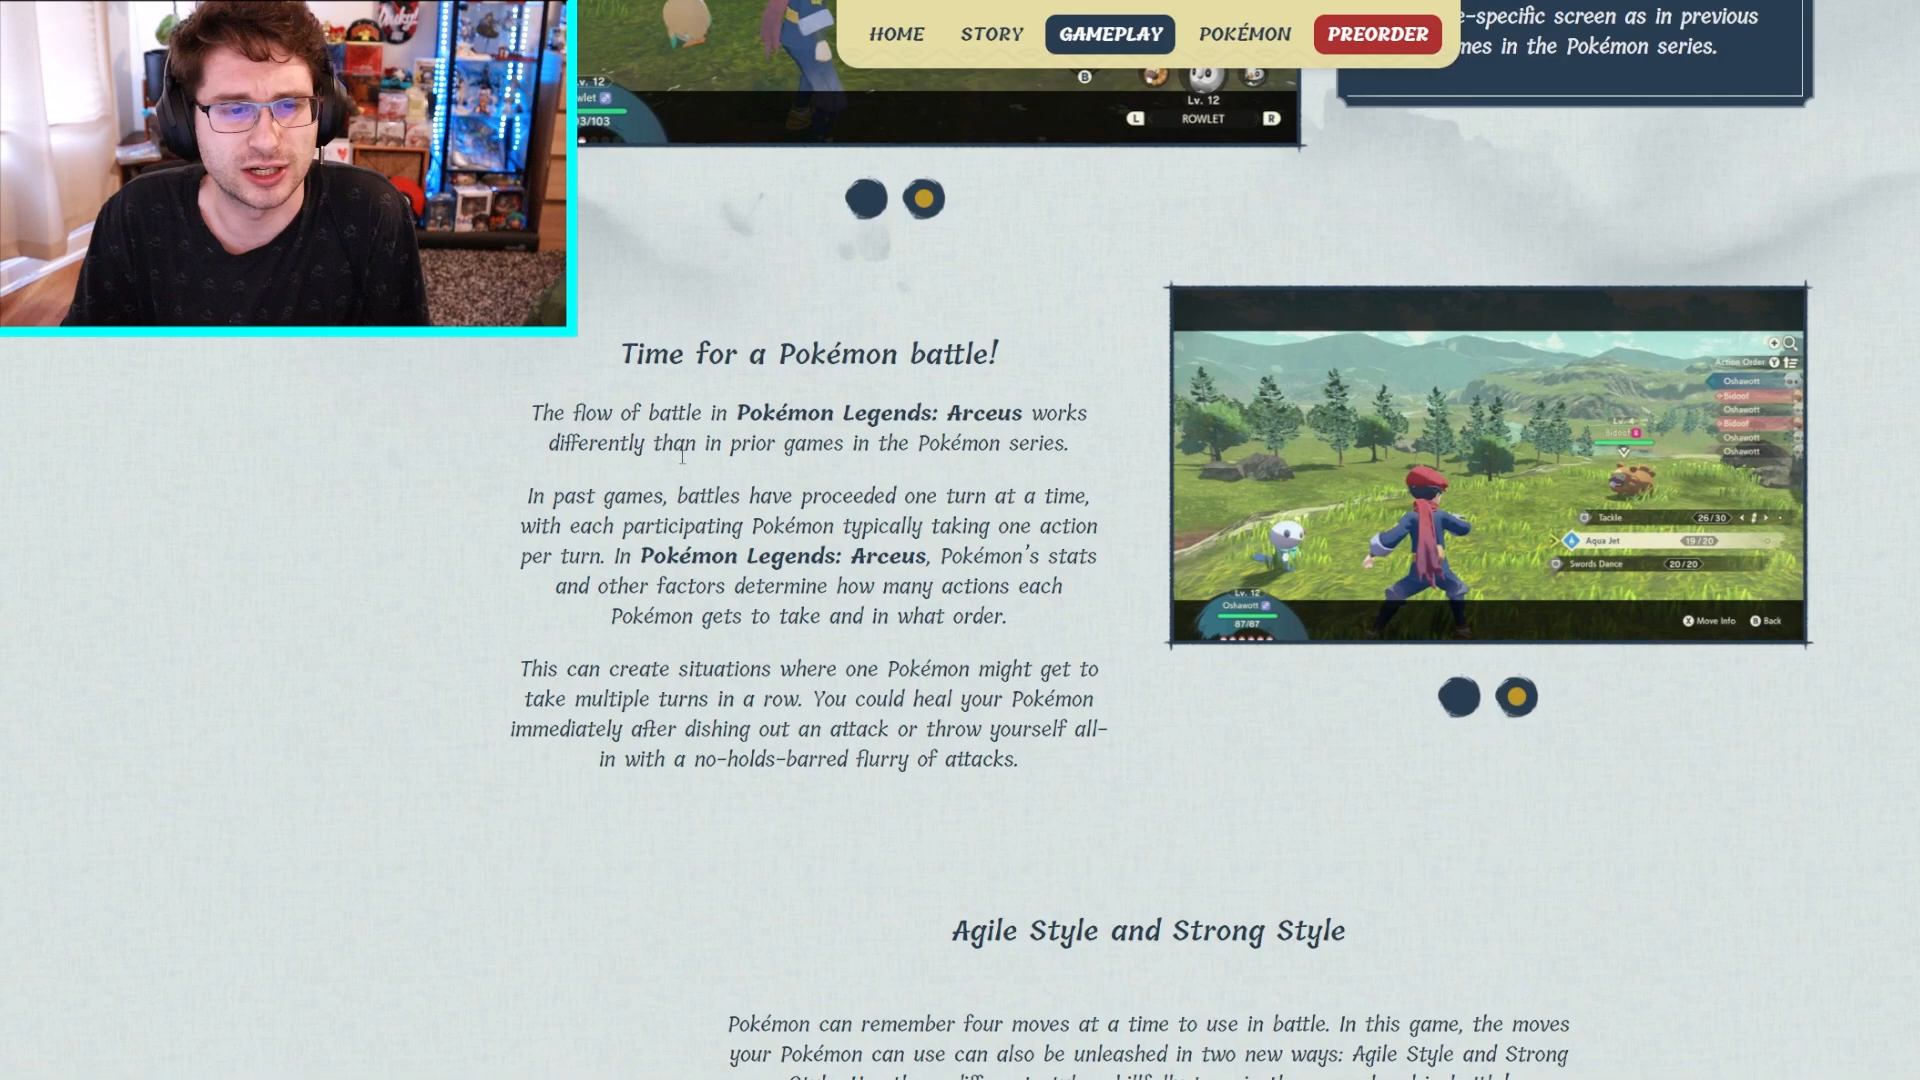 HOME STORY GAMEPLAY POKÉMON PREORDER
e-specific screen as in previous
mes in the Pokémon series.
Lv. 12
wlet
3/103
B
Lv. 12
L ROWLET R
Time for a Pokémon battle!
The flow of battle in Pokémon Legends: Arceus works
differently than in prior games in the Pokémon series.
In past games, battles have proceeded one turn at a time,
with each participating Pokémon typically taking one action
per turn. In Pokémon Legends: Arceus, Pokémon's stats
and other factors determine how many actions each
Pokémon gets to take and in what order.
This can create situations where one Pokémon might get to
take multiple turns in a row. You could heal your Pokémon
immediately after dishing out an attack or throw yourself all-
in with a no-holds-barred flurry of attacks.
Action Order Y
Oshawott
Bidoof
Oshawott
Bidoof
Oshawott
Oshawott
Lv. 4
Bidoof
Tackle 26/30
Aqua Jet 19/20
Swords Dance 20/20
Lv. 12
Oshawott
87/87
X Move Info B Back
Agile Style and Strong Style
Pokémon can remember four moves at a time to use in battle. In this game, the moves
your Pokémon can use can also be unleashed in two new ways: Agile Style and Strong